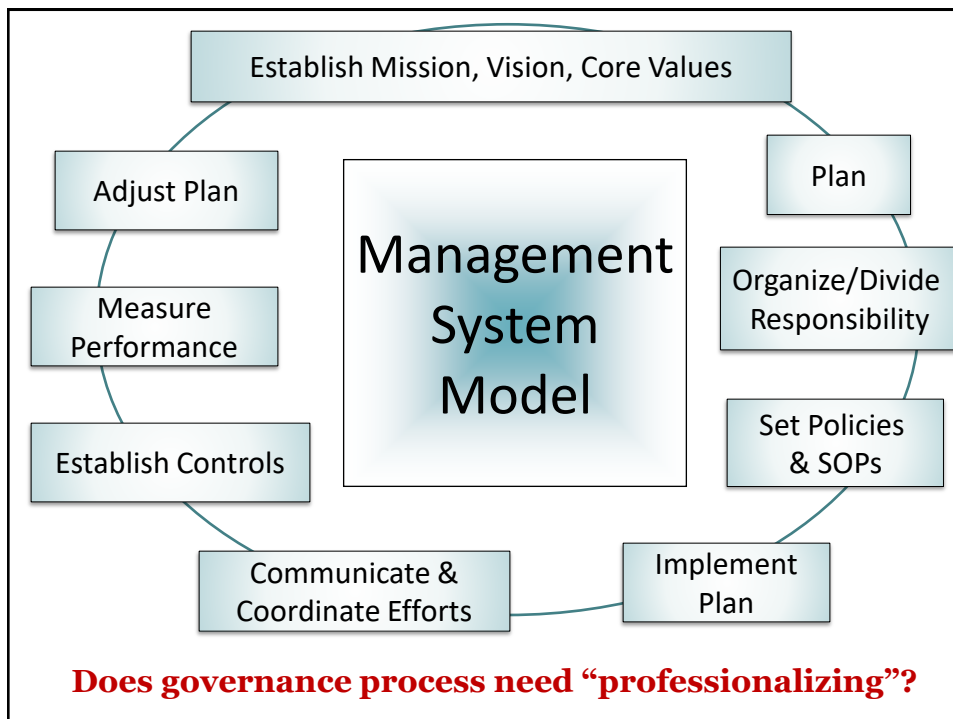 Establish Mission, Vision, Core Values
Plan
Organize/Divide
Responsibility
Set Policies
& SOPs
Implement
Plan
Communicate &
Coordinate Efforts
Establish Controls
Measure
Performance
Adjust Plan
Management
System
Model
Does governance process need “professionalizing”?